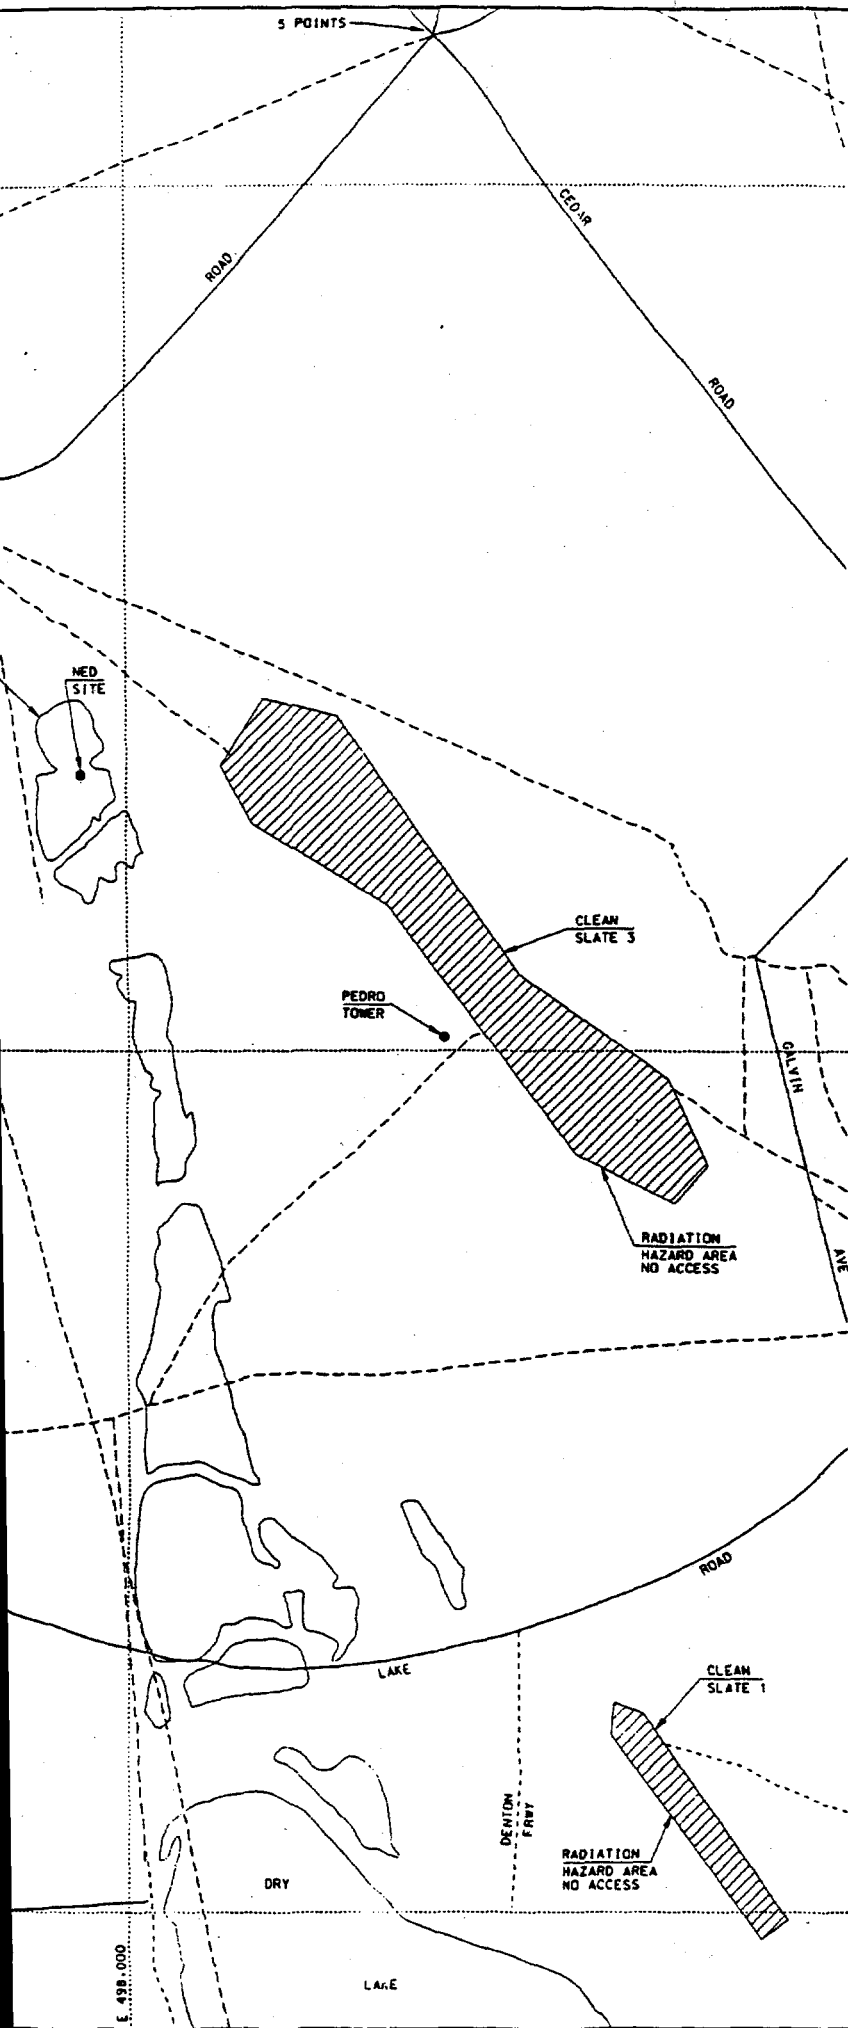 5 POINTS
CEDAR
ROAD
ROAD
NED
SITE
CLEAN
SLATE 3
PEDRO
TOWER
GALVIN
RADIATION
HAZARD AREA
NO ACCESS
AVE
ROAD
LAKE
CLEAN
SLATE 1
DENTON
FRWY
RADIATION
HAZARD AREA
NO ACCESS
DRY
E 498.000
LAKE